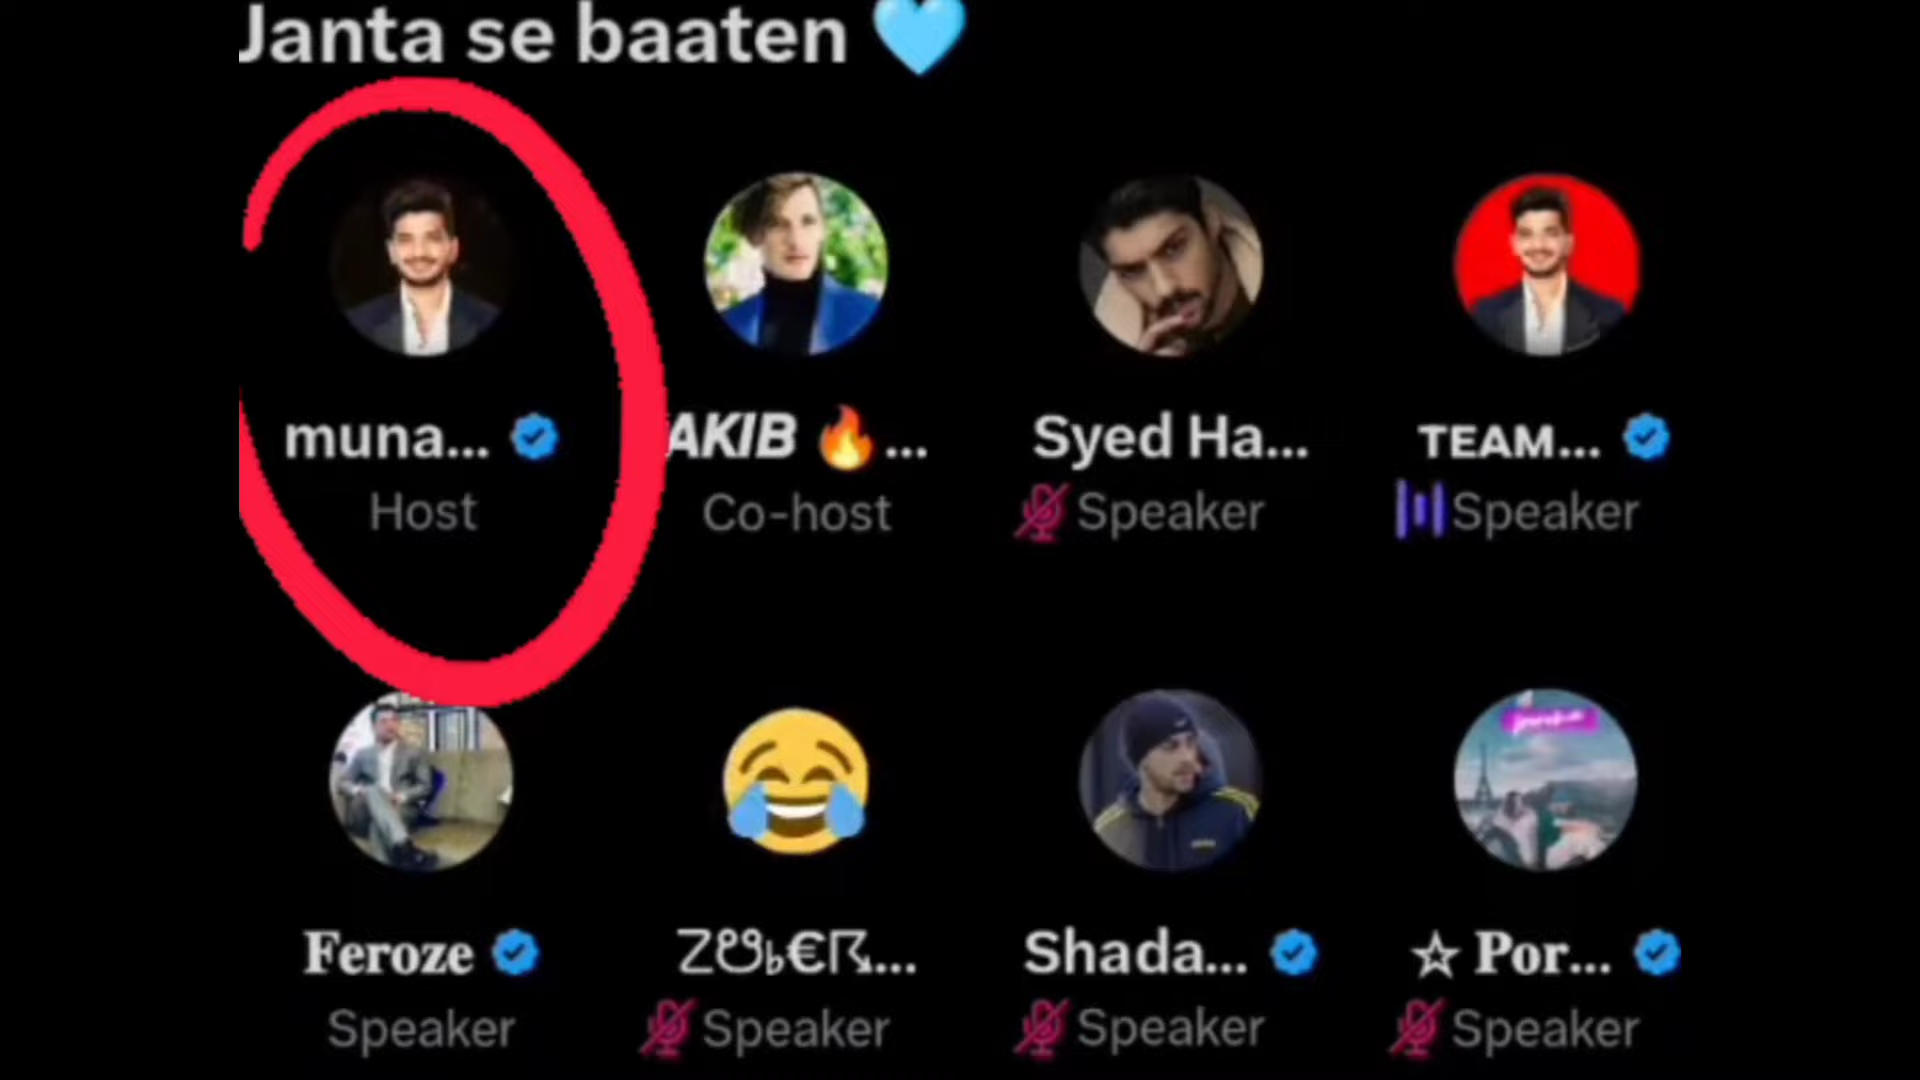 Janta se baaten 🩵
muna...
Host
AKIB 🔥...
Co-host
Syed Ha...
Speaker
TEAM...
Speaker
Feroze
Speaker
Speaker
Shada...
Speaker
☆ Por...
Speaker